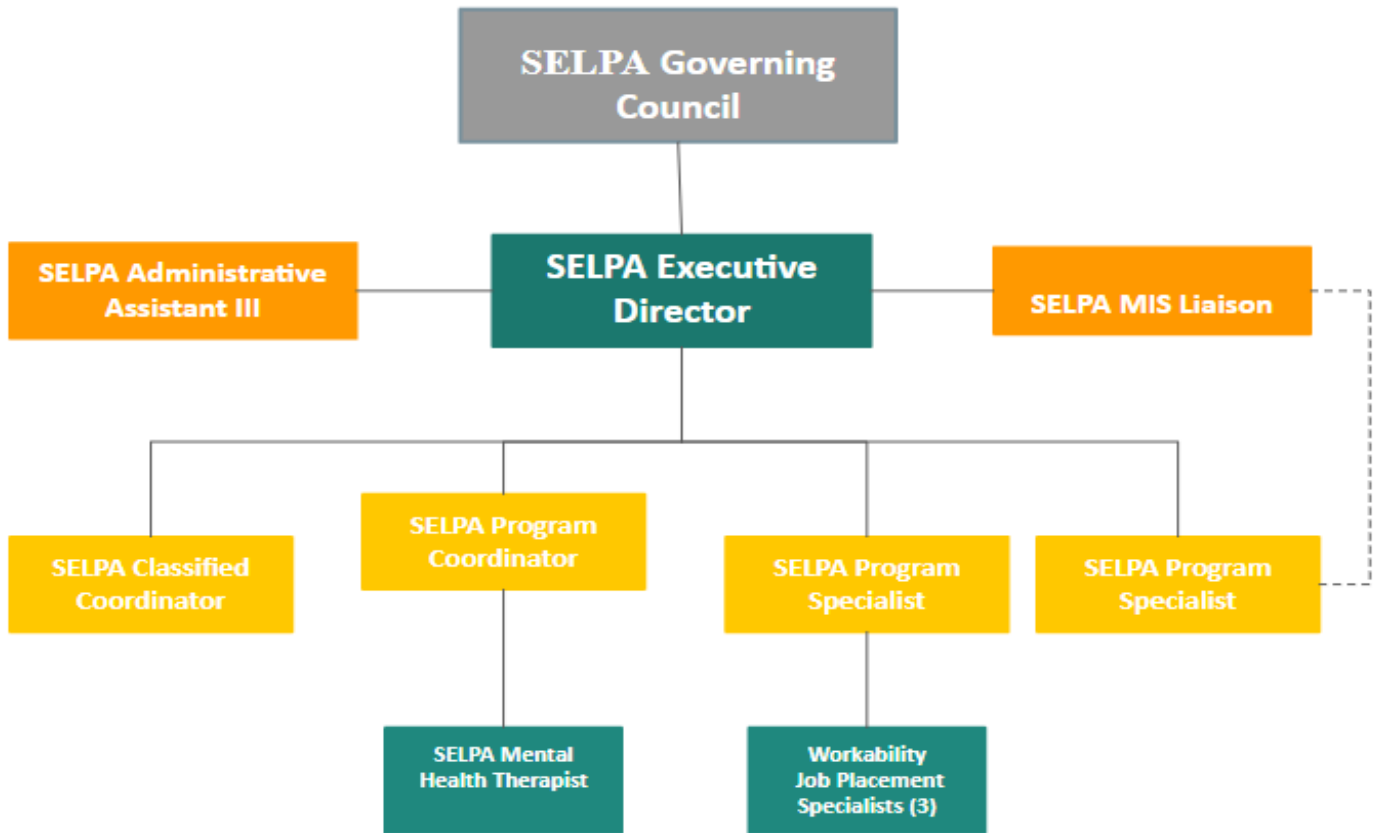 SELPA Governing
Council
SELPA Administrative
Assistant III
SELPA Executive
Director
SELPA MIS Liaison
SELPA Classified
Coordinator
SELPA Program
Coordinator
SELPA Program
Specialist
SELPA Program
Specialist
SELPA Mental
Health Therapist
Workability
Job Placement
Specialists (3)